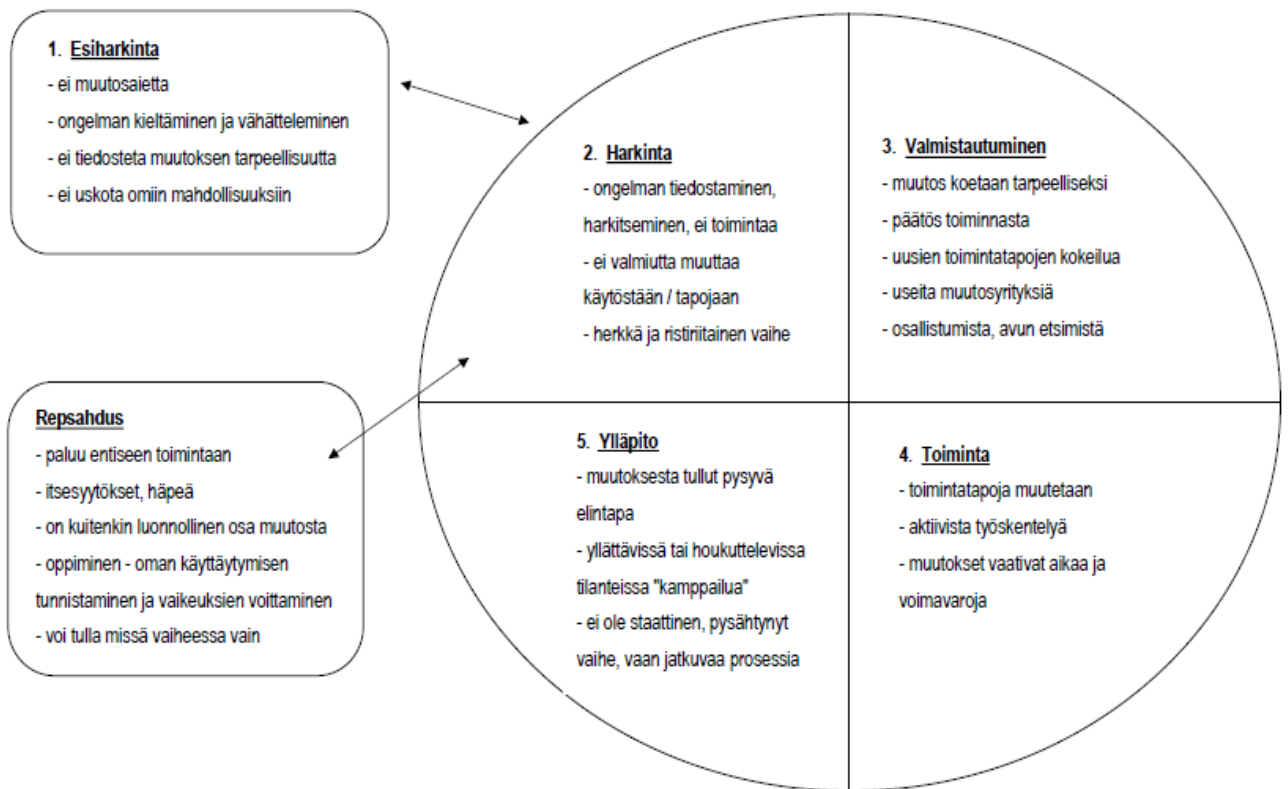 1. Esiharkinta
- ei muutosaietta
- ongelman kieltäminen ja vähätteleminen
- ei tiedosteta muutoksen tarpeellisuutta
- ei uskota omiin mahdollisuuksiin
2. Harkinta
- ongelman tiedostaminen,
harkitseminen, ei toimintaa
- ei valmiutta muuttaa
käytöstään / tapojaan
- herkkä ja ristiriitainen vaihe
3. Valmistautuminen
- muutos koetaan tarpeelliseksi
- päätös toiminnasta
- uusien toimintatapojen kokeilua
- useita muutosyrityksiä
- osallistumista, avun etsimistä
Repsahdus
- paluu entiseen toimintaan
- itsesyytökset, häpeä
- on kuitenkin luonnollinen osa muutosta
- oppiminen - oman käyttäytymisen
tunnistaminen ja vaikeuksien voittaminen
- voi tulla missä vaiheessa vain
5. Ylläpito
- muutoksesta tullut pysyvä
elintapa
- yllättävissä tai houkuttelevissa
tilanteissa "kamppailua"
- ei ole staattinen, pysähtynyt
vaihe, vaan jatkuvaa prosessia
4. Toiminta
- toimintatapoja muutetaan
- aktiivista työskentelyä
- muutokset vaativat aikaa ja
voimavaroja